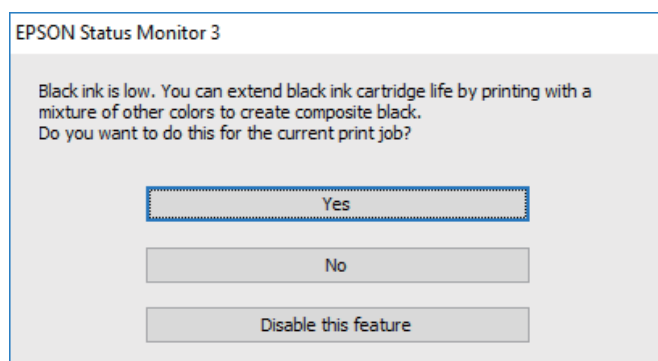 EPSON Status Monitor 3
Black ink is low. You can extend black ink cartridge life by printing with a
mixture of other colors to create composite black.
Do you want to do this for the current print job?
Yes
No
Disable this feature